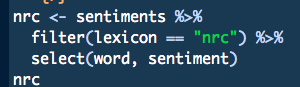 nrc <- sentiments %>%
  filter(lexicon == "nrc") %>%
  select(word, sentiment)
nrc